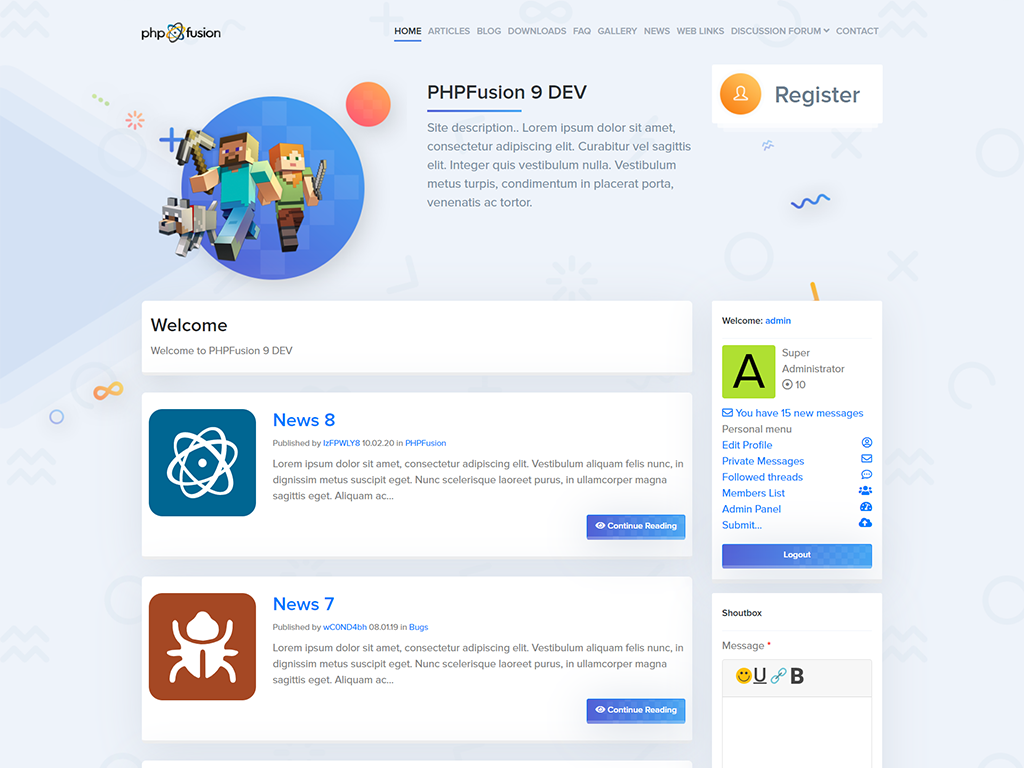 php fusion
HOME ARTICLES BLOG DOWNLOADS FAQ GALLERY NEWS WEB LINKS DISCUSSION FORUM CONTACT
PHPFusion 9 DEV
Site description.. Lorem ipsum dolor sit amet,
consectetur adipiscing elit. Curabitur vel sagittis
elit. Integer quis vestibulum nulla. Vestibulum
metus turpis, condimentum in placerat porta,
venenatis ac tortor.
Register
Welcome
Welcome to PHPFusion 9 DEV
News 8
Published by IzFPWLY8 10.02.20 in PHPFusion
Lorem ipsum dolor sit amet, consectetur adipiscing elit. Vestibulum aliquam felis nunc, in
dignissim metus suscipit eget. Nunc scelerisque laoreet purus, in ullamcorper magna
sagittis eget. Aliquam ac...
Continue Reading
News 7
Published by wC0ND4bh 08.01.19 in Bugs
Lorem ipsum dolor sit amet, consectetur adipiscing elit. Vestibulum aliquam felis nunc, in
dignissim metus suscipit eget. Nunc scelerisque laoreet purus, in ullamcorper magna
sagittis eget. Aliquam ac...
Continue Reading
Welcome: admin
A
Super
Administrator
10
You have 15 new messages
Personal menu
Edit Profile
Private Messages
Followed threads
Members List
Admin Panel
Submit...
Logout
Shoutbox
Message *
U B